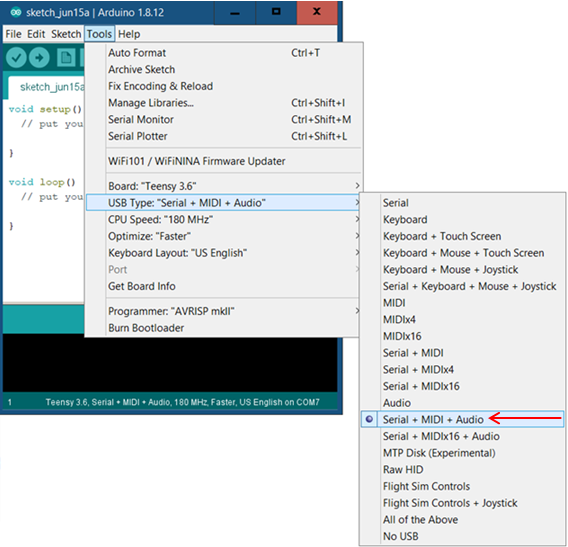 sketch_jun15a | Arduino 1.8.12
File Edit Sketch Tools Help
sketch_jun15a
void setup()
// put you
}
void loop()
// put you
}
Auto Format Ctrl+T
Archive Sketch
Fix Encoding & Reload
Manage Libraries... Ctrl+Shift+I
Serial Monitor Ctrl+Shift+M
Serial Plotter Ctrl+Shift+L
WiFi101 / WiFiNINA Firmware Updater
Board: "Teensy 3.6"
USB Type: "Serial + MIDI + Audio"
CPU Speed: "180 MHz"
Optimize: "Faster"
Keyboard Layout: "US English"
Port
Get Board Info
Programmer: "AVRISP mkII"
Burn Bootloader
Serial
Keyboard
Keyboard + Touch Screen
Keyboard + Mouse + Touch Screen
Keyboard + Mouse + Joystick
Serial + Keyboard + Mouse + Joystick
MIDI
MIDIx4
MIDIx16
Serial + MIDI
Serial + MIDIx4
Serial + MIDIx16
Audio
Serial + MIDI + Audio
Serial + MIDIx16 + Audio
MTP Disk (Experimental)
Raw HID
Flight Sim Controls
Flight Sim Controls + Joystick
All of the Above
No USB
1 Teensy 3.6, Serial + MIDI + Audio, 180 MHz, Faster, US English on COM7